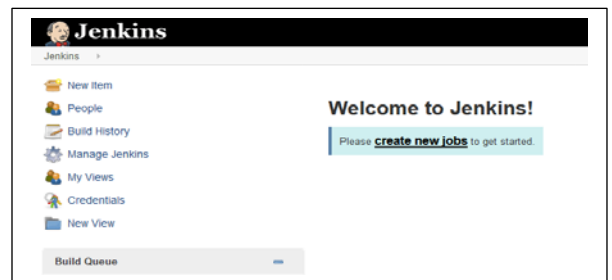 Jenkins
Jenkins
New Item
People
Build History
Manage Jenkins
My Views
Credentials
New View
Build Queue
Welcome to Jenkins!
Please create new jobs to get started.